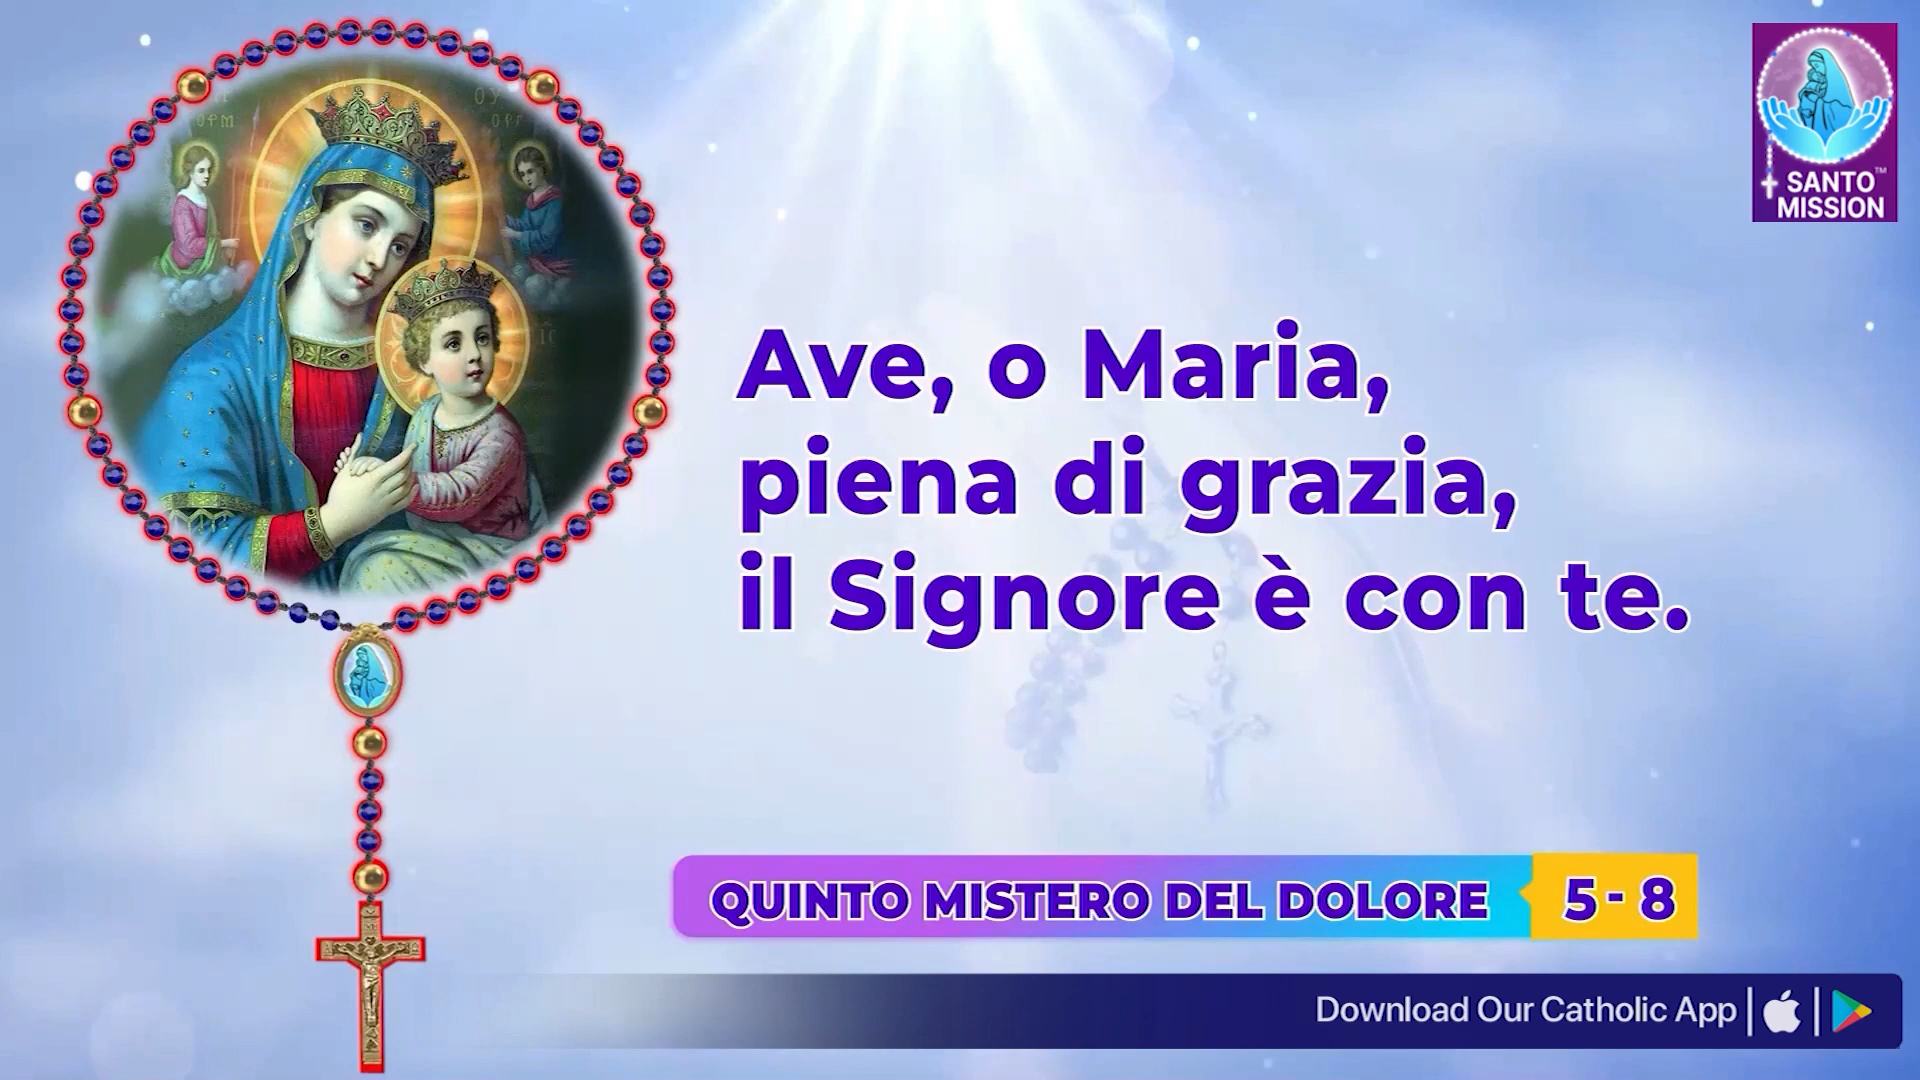 SANTO™
MISSION
Ave, o Maria,
piena di grazia,
il Signore è con te.
QUINTO MISTERO DEL DOLORE 5 - 8
Download Our Catholic App